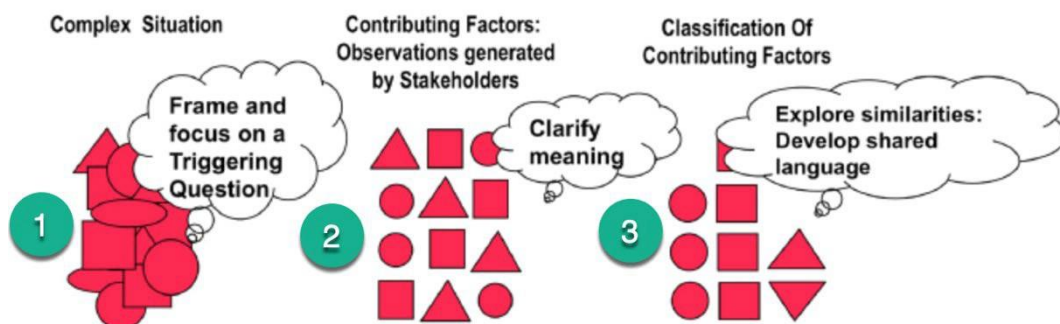 Complex Situation
Frame and
focus on a
Triggering
Question
1
Contributing Factors:
Observations generated
by Stakeholders
Clarify
meaning
2
Classification Of
Contributing Factors
Explore similarities:
Develop shared
language
3